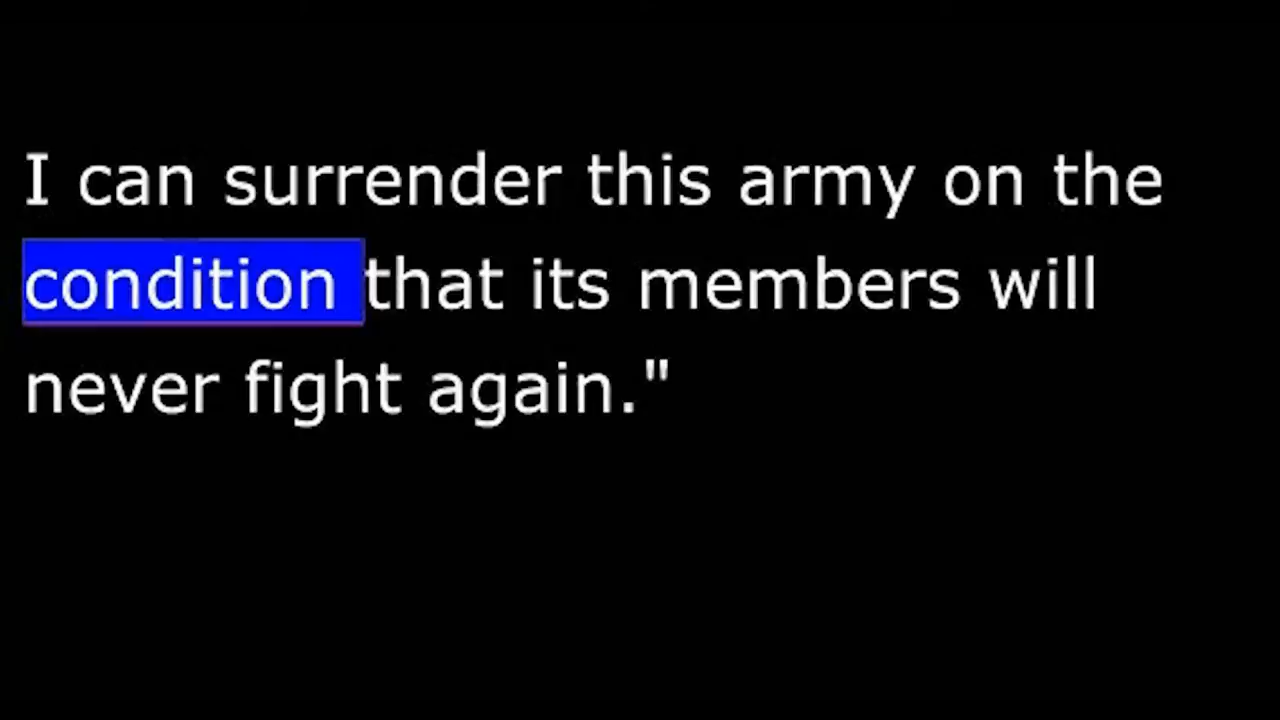 I can surrender this army on the
condition that its members will
never fight again."